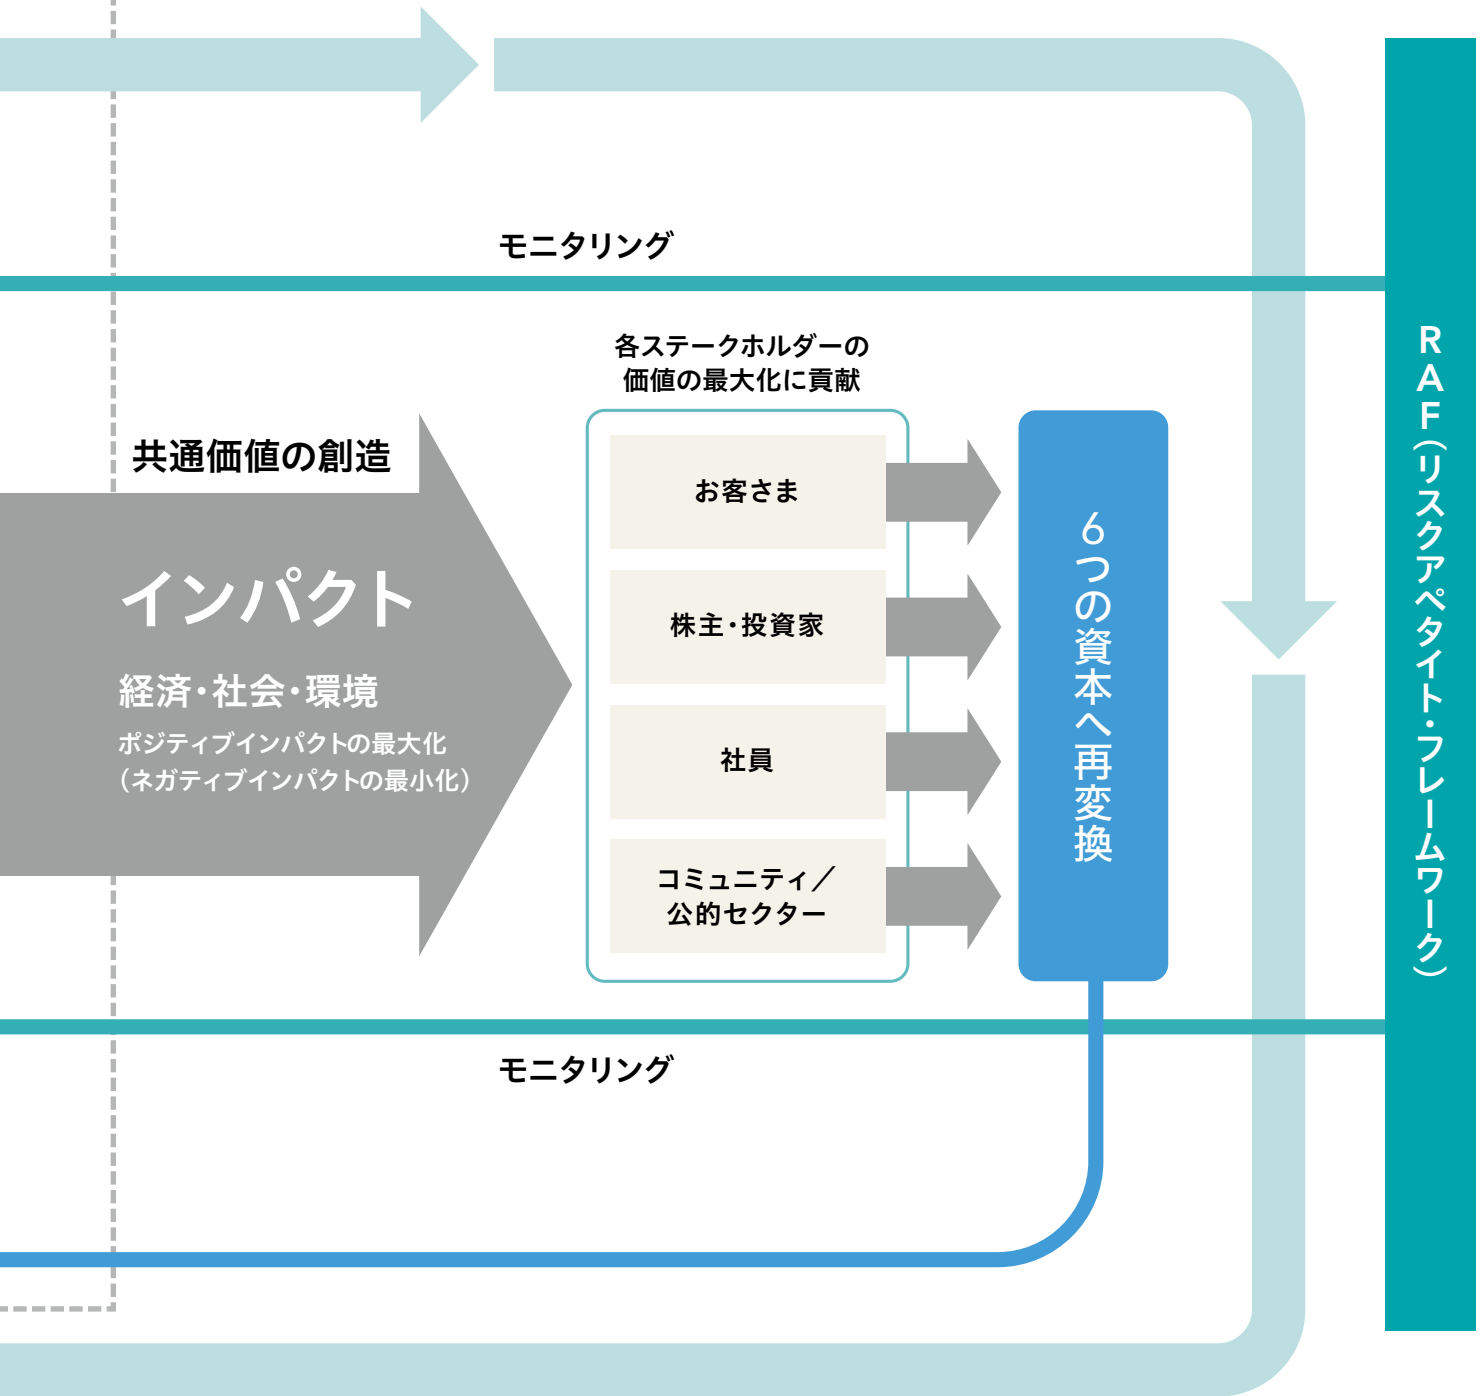 モニタリング
各ステークホルダーの
価値の最大化に貢献
共通価値の創造
インパクト
経済・社会・環境
ポジティブインパクトの最大化
（ネガティブインパクトの最小化）
お客さま
株主・投資家
社員
コミュニティ／
公的セクター
6つの資本へ再変換
モニタリング
RAF（リスクアペタイト・フレームワーク）